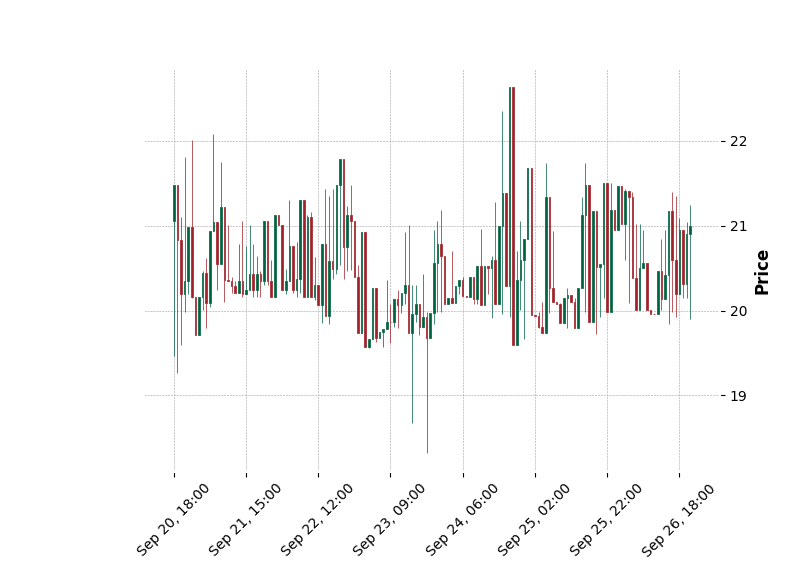 22
21
20
19
Price
Sep 20, 18:00
Sep 21, 15:00
Sep 22, 12:00
Sep 23, 09:00
Sep 24, 06:00
Sep 25, 02:00
Sep 25, 22:00
Sep 26, 18:00